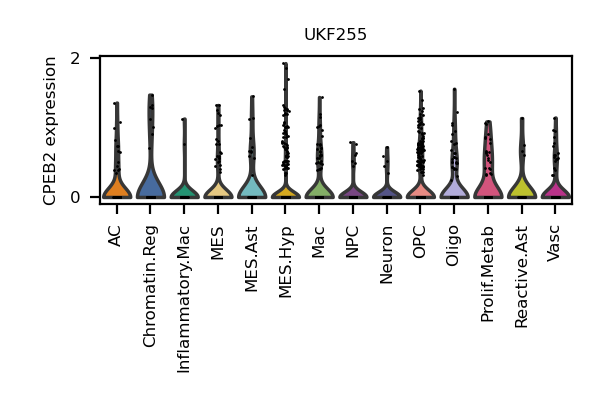 UKF255
CPEB2 expression
2
0
AC
Chromatin.Reg
Inflammatory.Mac
MES
MES.Ast
MES.Hyp
Mac
NPC
Neuron
OPC
Oligo
Prolif.Metab
Reactive.Ast
Vasc